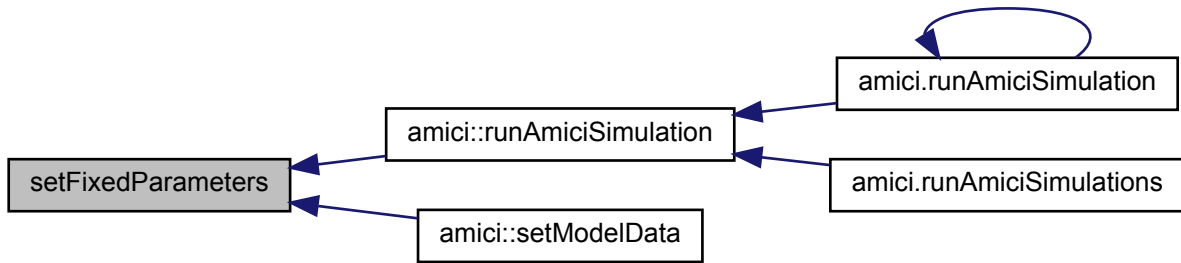 setFixedParameters
amici::runAmiciSimulation
amici::setModelData
amici.runAmiciSimulation
amici.runAmiciSimulations